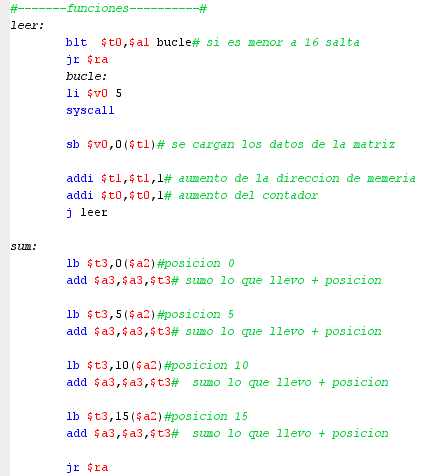 #-------funciones----------#
leer:
blt $t0,$a1 bucle# si es menor a 16 salta
jr $ra
bucle:
li $v0 5
syscall
sb $v0,0($t1)# se cargan los datos de la matriz
addi $t1,$t1,1# aumento de la direccion de memeria
addi $t0,$t0,1# aumento del contador
j leer
sum:
lb $t3,0($a2)#posicion 0
add $a3,$a3,$t3# sumo lo que llevo + posicion
lb $t3,5($a2)#posicion 5
add $a3,$a3,$t3# sumo lo que llevo + posicion
lb $t3,10($a2)#posicion 10
add $a3,$a3,$t3#  sumo lo que llevo + posicion
lb $t3,15($a2)#posicion 15
add $a3,$a3,$t3#  sumo lo que llevo + posicion
jr $ra